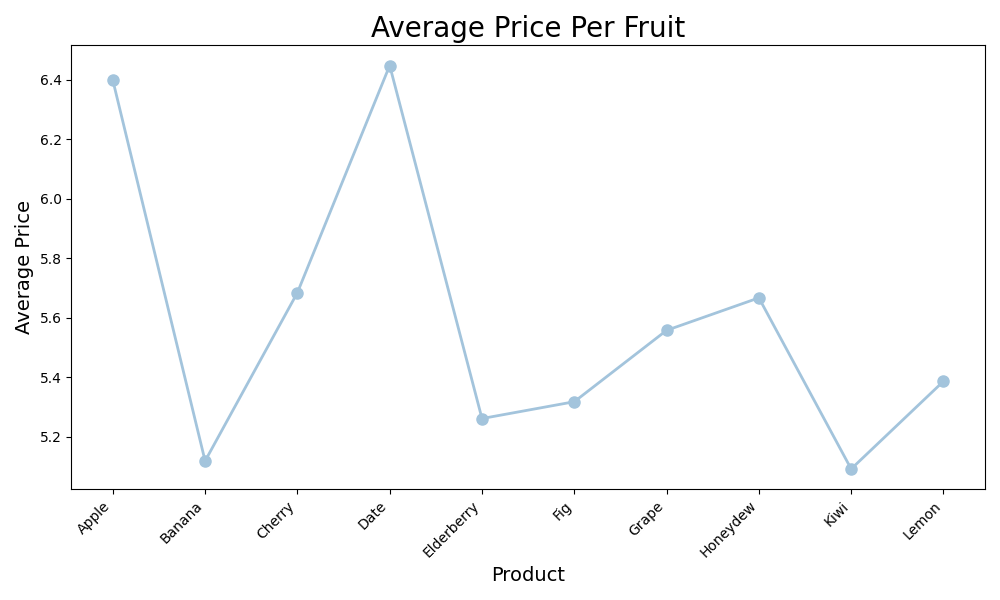 Average Price Per Fruit
Average Price
6.4
6.2
6.0
5.8
5.6
5.4
5.2
Apple
Banana
Cherry
Date
Elderberry
Fig
Grape
Honeydew
Kiwi
Lemon
Product